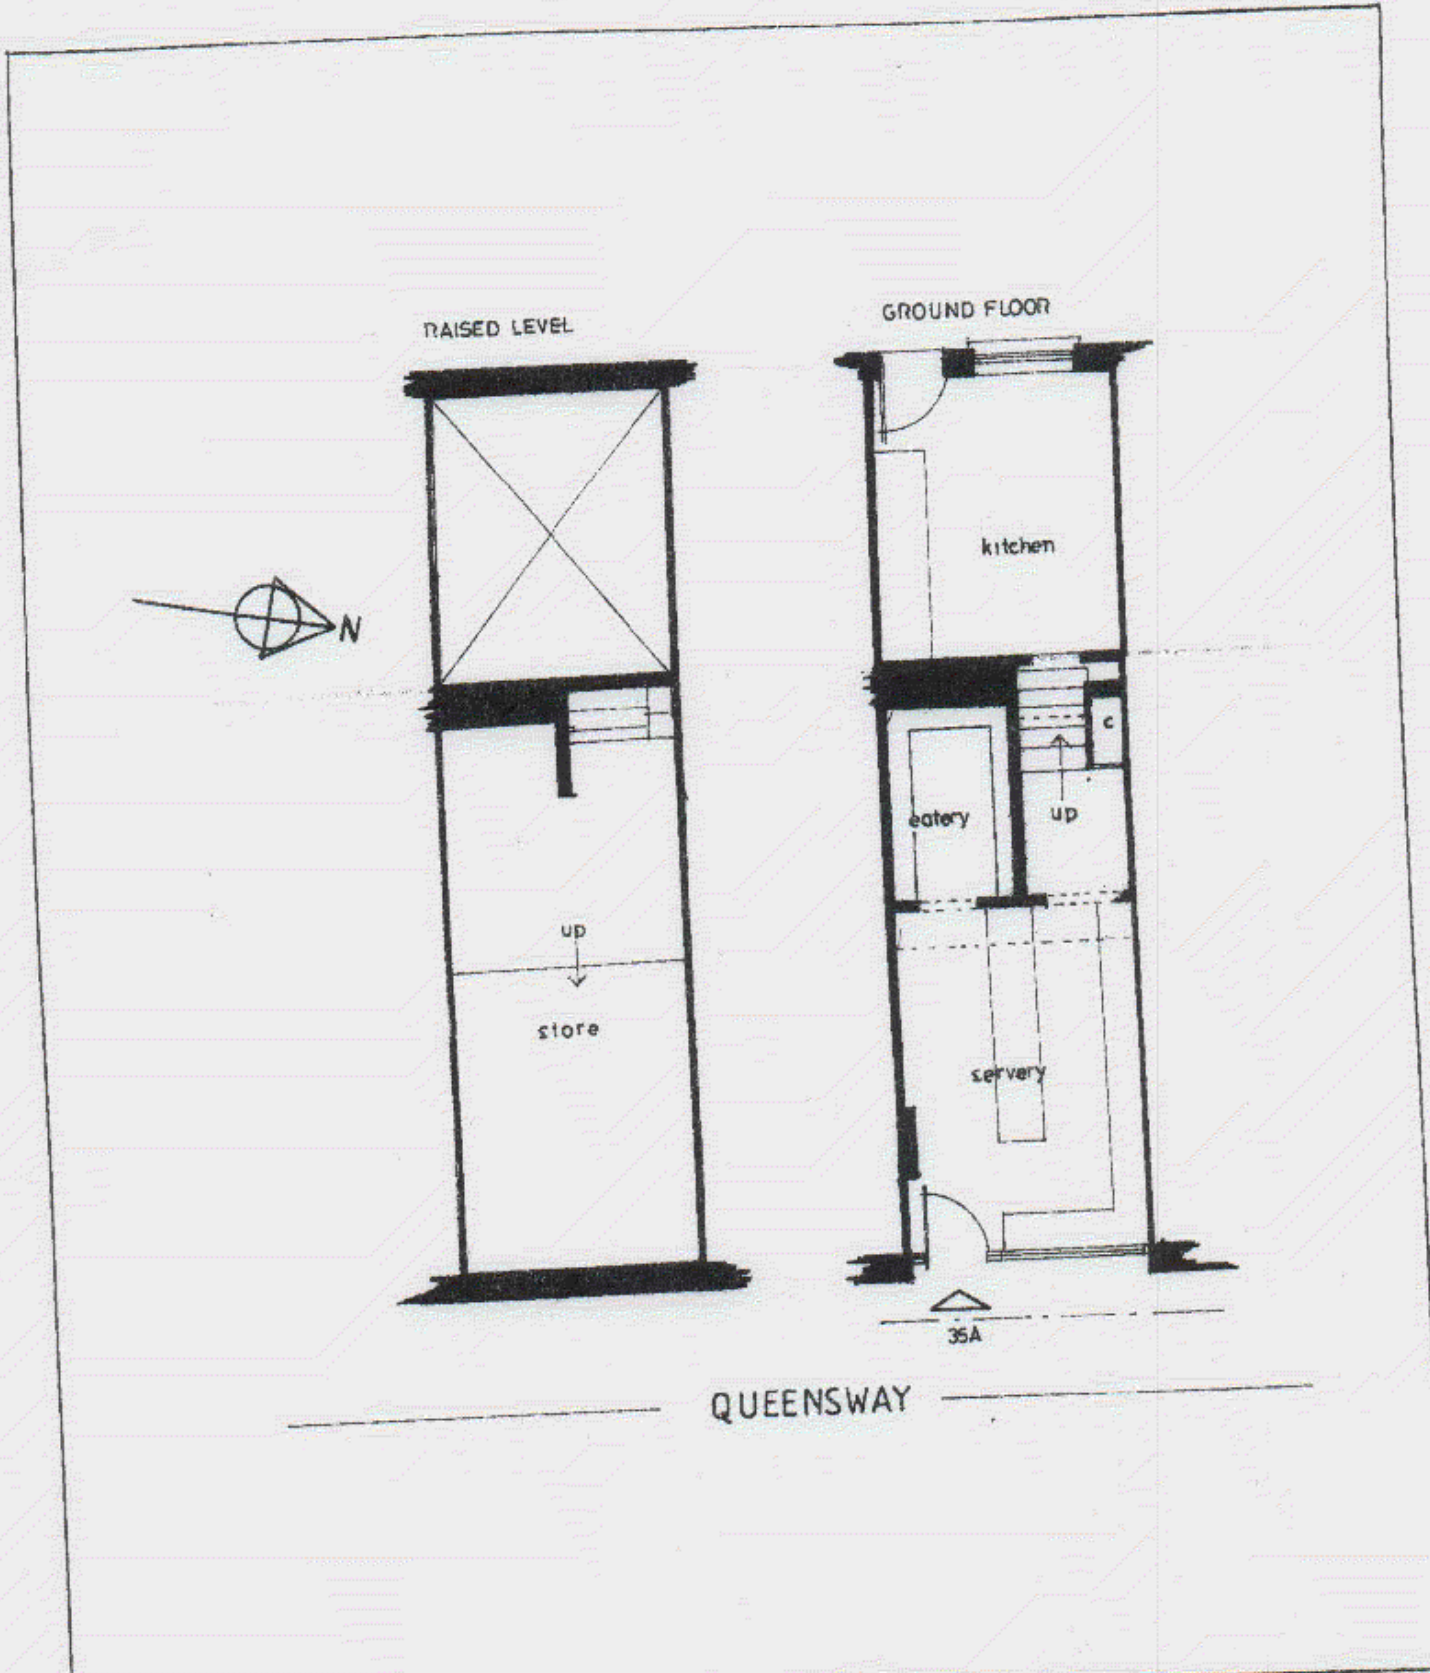 RAISED LEVEL
GROUND FLOOR
kitchen
N
c
eatery
up
up
store
servery
35A
QUEENSWAY